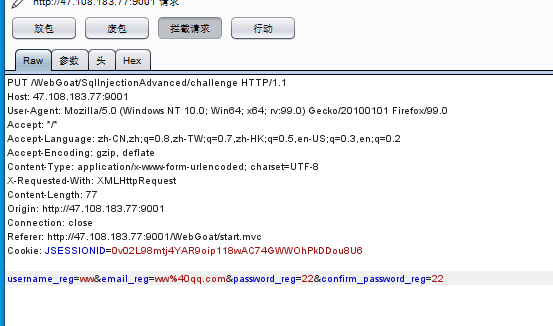 http://47.108.183.77:9001 请求
放包 废包 拦截请求 行动
Raw 参数 头 Hex
PUT /WebGoat/SqlInjectionAdvanced/challenge HTTP/1.1
Host: 47.108.183.77:9001
User-Agent: Mozilla/5.0 (Windows NT 10.0; Win64; x64; rv:99.0) Gecko/20100101 Firefox/99.0
Accept: */*
Accept-Language: zh-CN,zh;q=0.8,zh-TW;q=0.7,zh-HK;q=0.5,en-US;q=0.3,en;q=0.2
Accept-Encoding: gzip, deflate
Content-Type: application/x-www-form-urlencoded; charset=UTF-8
X-Requested-With: XMLHttpRequest
Content-Length: 77
Origin: http://47.108.183.77:9001
Connection: close
Referer: http://47.108.183.77:9001/WebGoat/start.mvc
Cookie: JSESSIONID=0v02L98mtj4YAR9oip118wAC74GWWOhPkDDou8U6
username_reg=ww&email_reg=ww%40qq.com&password_reg=22&confirm_password_reg=22